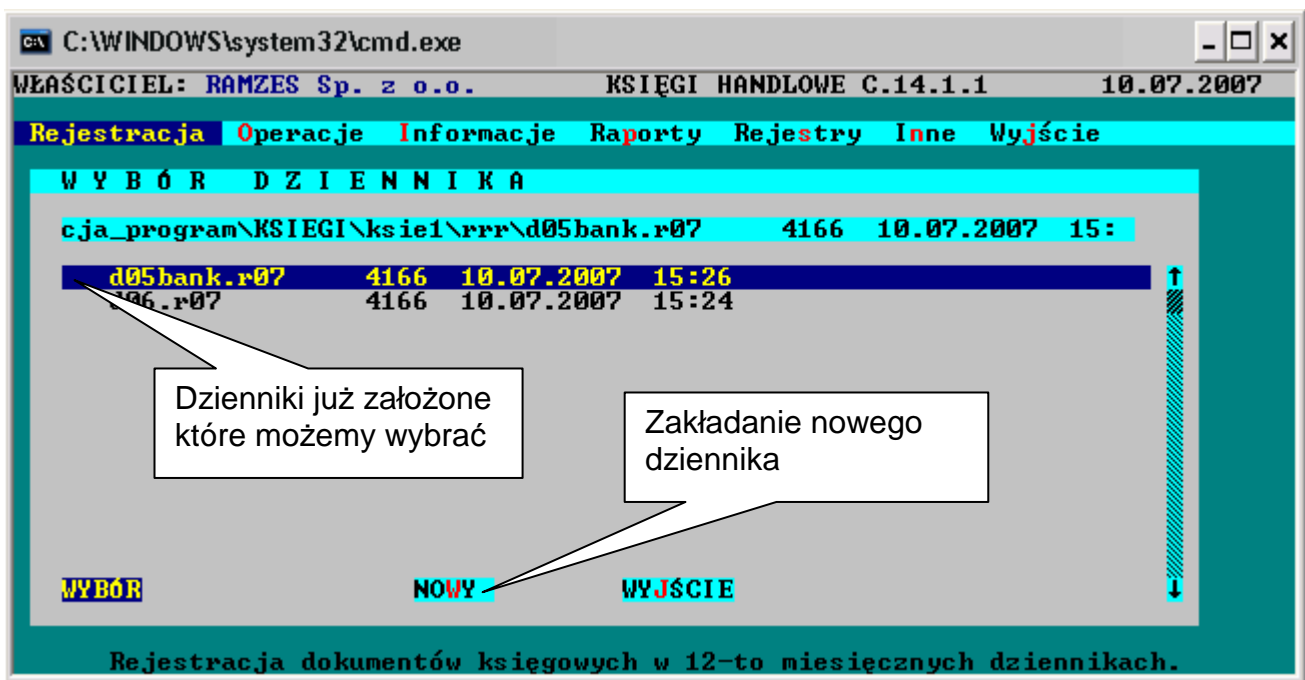 C:\WINDOWS\system32\cmd.exe
WŁAŚCICIEL: RAMZES Sp. z o.o. KSIĘGI HANDLOWE C.14.1.1 10.07.2007
Rejestracja Operacje Informacje Raporty Rejestry Inne Wyjście
W Y B Ó R D Z I E N N I K A
cja_program\KSIEGI\ksie1\rrr\d05bank.r07 4166 10.07.2007 15:
d05bank.r07 4166 10.07.2007 15:26
d06.r07 4166 10.07.2007 15:24
Dzienniki już założone
które możemy wybrać
Zakładanie nowego
dziennika
WYBÓR NOWY WYJŚCIE
Rejestracja dokumentów księgowych w 12-to miesięcznych dziennikach.